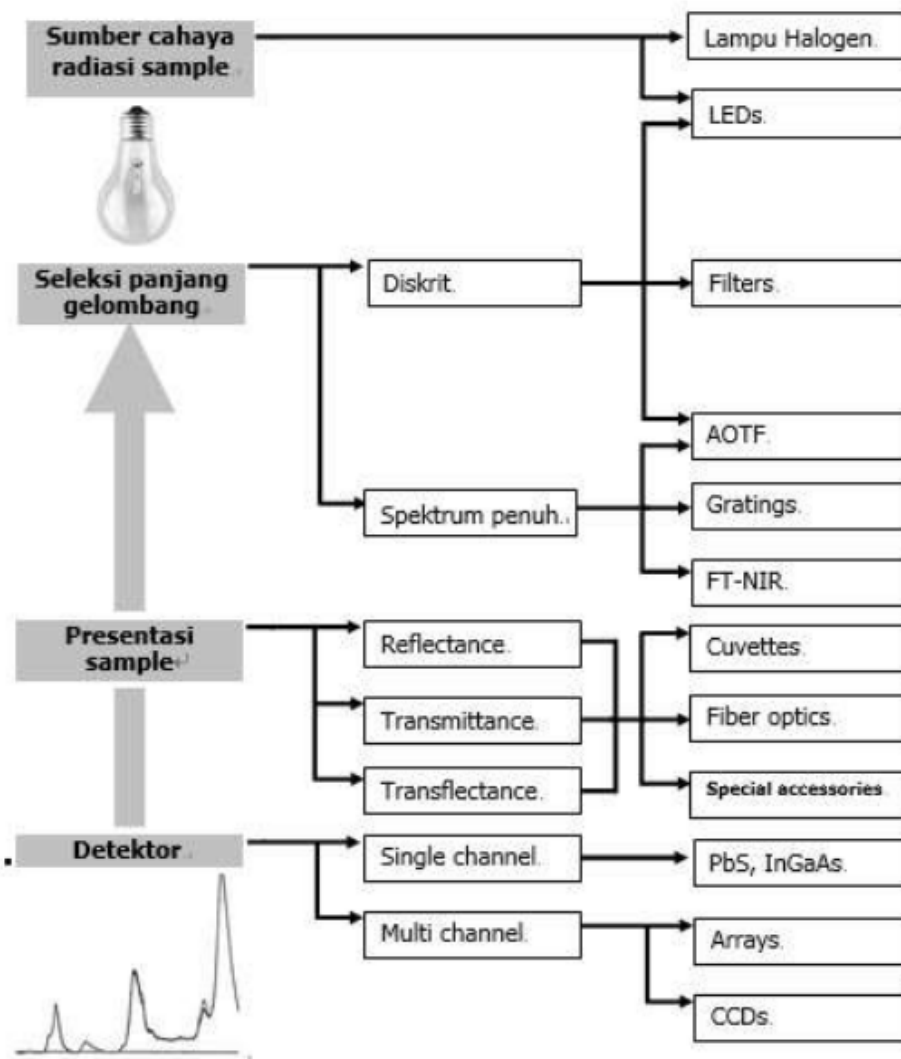 Sumber cahaya
radiasi sample
Lampu Halogen.
LEDs.
Seleksi panjang
gelombang
Diskrit.
Filters.
AOTF.
Spektrum penuh.
Gratings.
FT-NIR.
Presentasi
sample
Reflectance.
Cuvettes.
Transmittance.
Fiber optics.
Transflectance.
Special accessories
Detektor
Single channel.
PbS, InGaAs.
Multi channel.
Arrays.
CCDs.